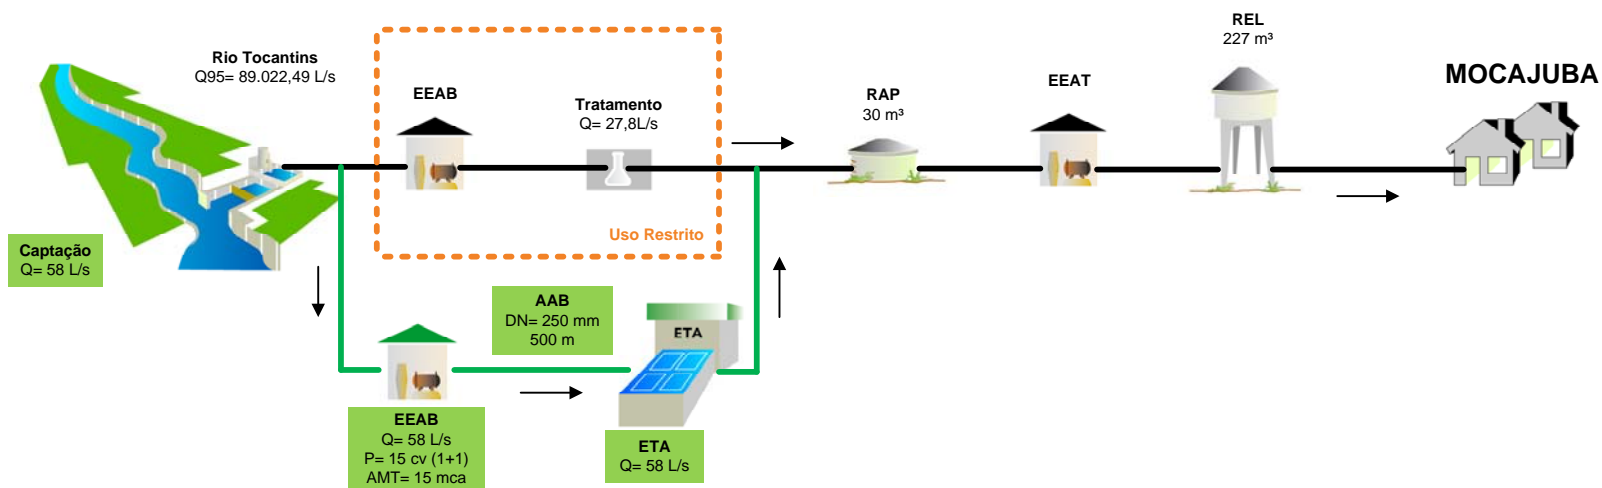 Rio Tocantins
Q95= 89.022,49 L/s
EEAB
Tratamento
Q= 27,8L/s
Uso Restrito
RAP
30 m³
EEAT
REL
227 m³
MOCAJUBA
Captação
Q= 58 L/s
AAB
DN= 250 mm
500 m
ETA
EEAB
Q= 58 L/s
P= 15 cv (1+1)
AMT= 15 mca
ETA
Q= 58 L/s